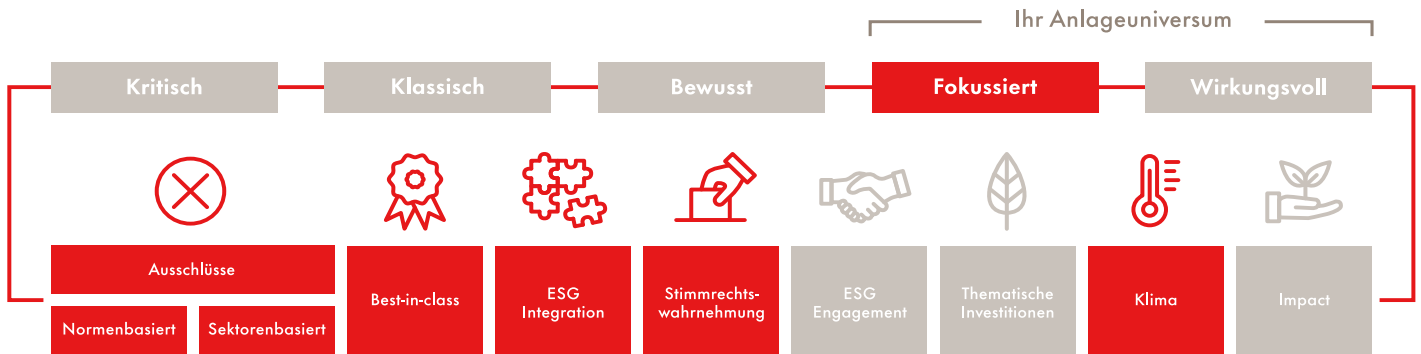 Ihr Anlageuniversum
Kritisch
Klassisch
Bewusst
Fokussiert
Wirkungsvoll
Ausschlüsse
Normenbasiert
Sektorenbasiert
Best-in-class
ESG
Integration
Stimmrechts-
wahrnehmung
ESG
Engagement
Thematische
Investitionen
Klima
Impact